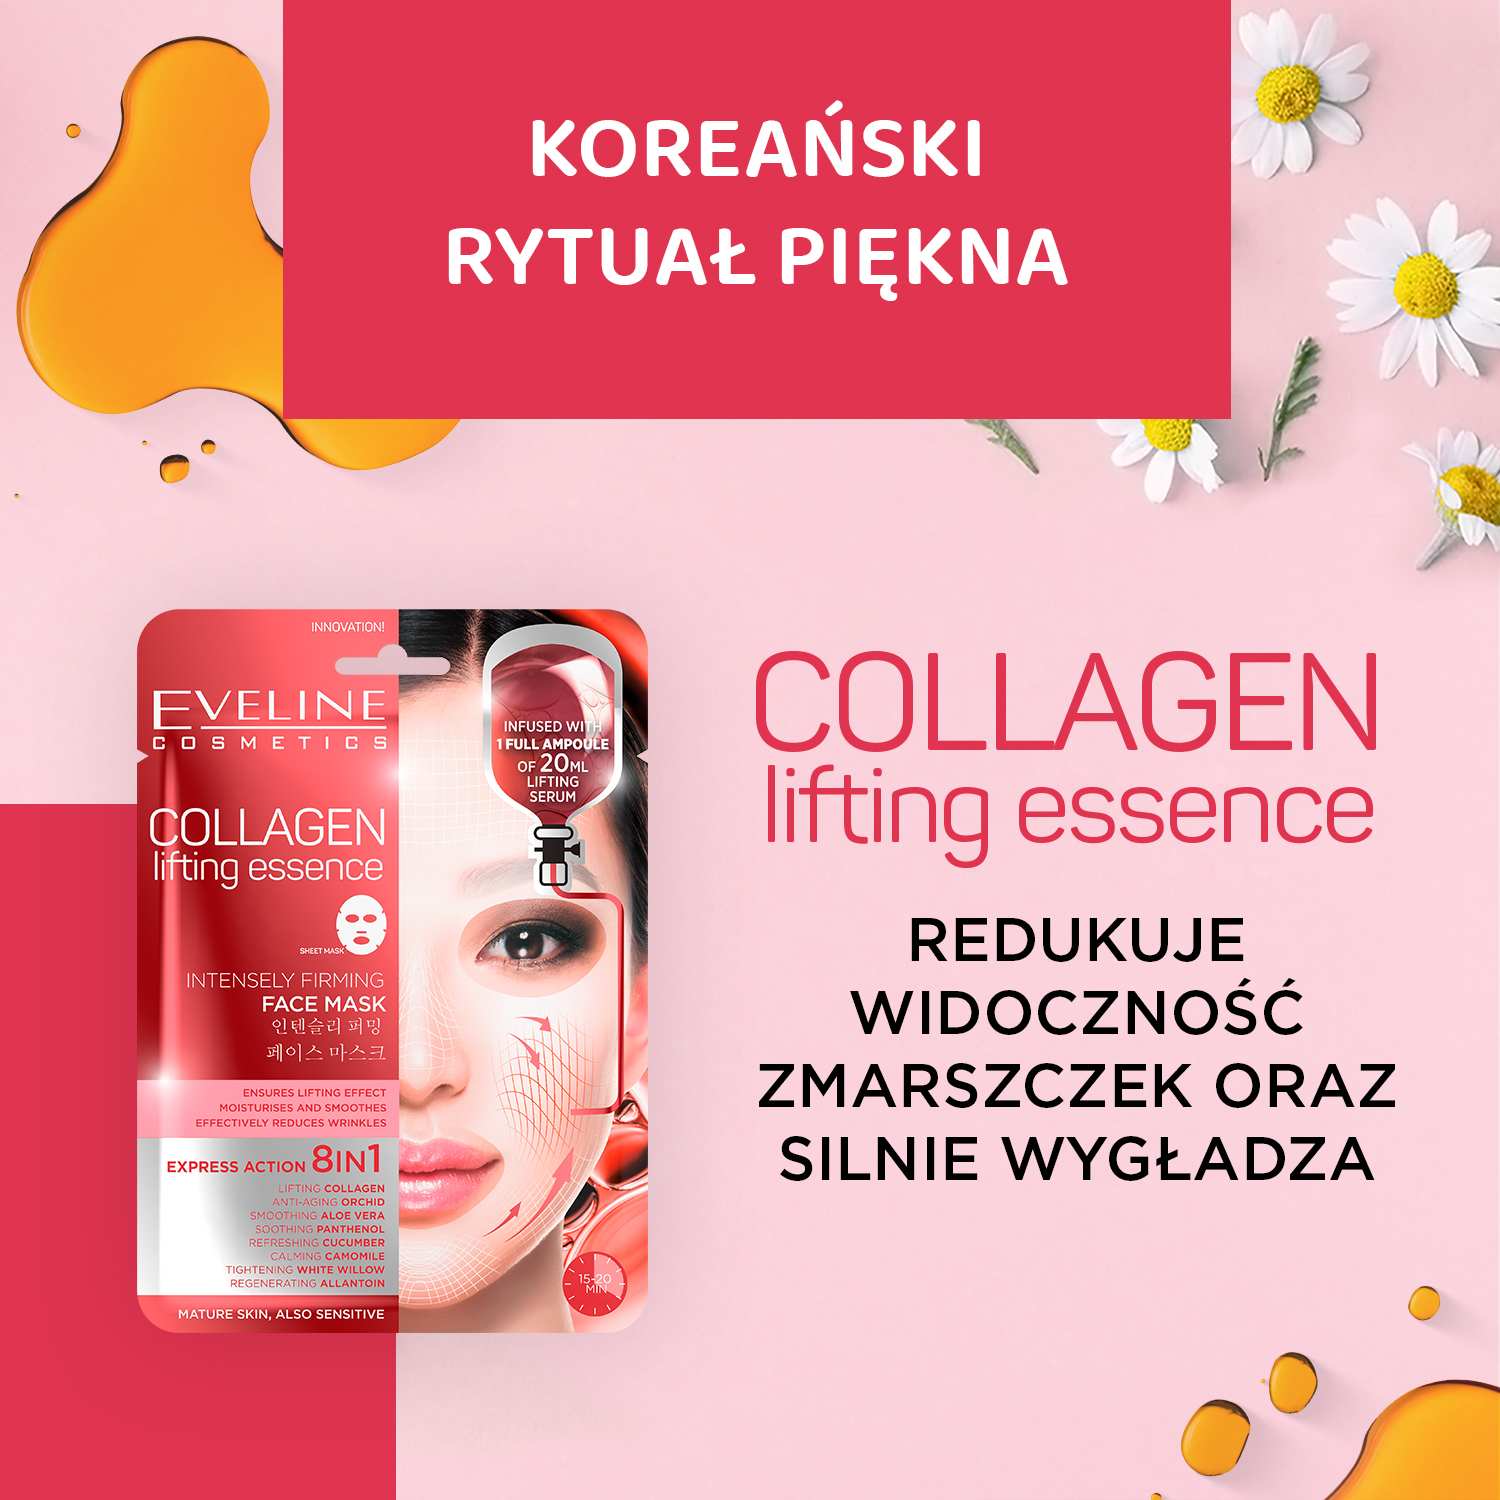 KOREAŃSKI
RYTUAŁ PIĘKNA
INNOVATION!
EVELINE
COSMETICS
COLLAGEN
lifting essence
SHEET MASK
INTENSELY FIRMING
FACE MASK
인텐슬리 퍼밍
페이스 마스크
ENSURES LIFTING EFFECT
MOISTURISES AND SMOOTHES
EFFECTIVELY REDUCES WRINKLES
EXPRESS ACTION 8IN1
LIFTING COLLAGEN
ANTI-AGING ORCHID
SMOOTHING ALOE VERA
SOOTHING PANTHENOL
REFRESHING CUCUMBER
CALMING CAMOMILE
TIGHTENING WHITE WILLOW
REGENERATING ALLANTOIN
MATURE SKIN, ALSO SENSITIVE
INFUSED WITH
1 FULL AMPOULE
OF 20ML
LIFTING
SERUM
15-20
MIN
COLLAGEN
lifting essence
REDUKUJE
WIDOCZNOŚĆ
ZMARSZCZEK ORAZ
SILNIE WYGŁADZA